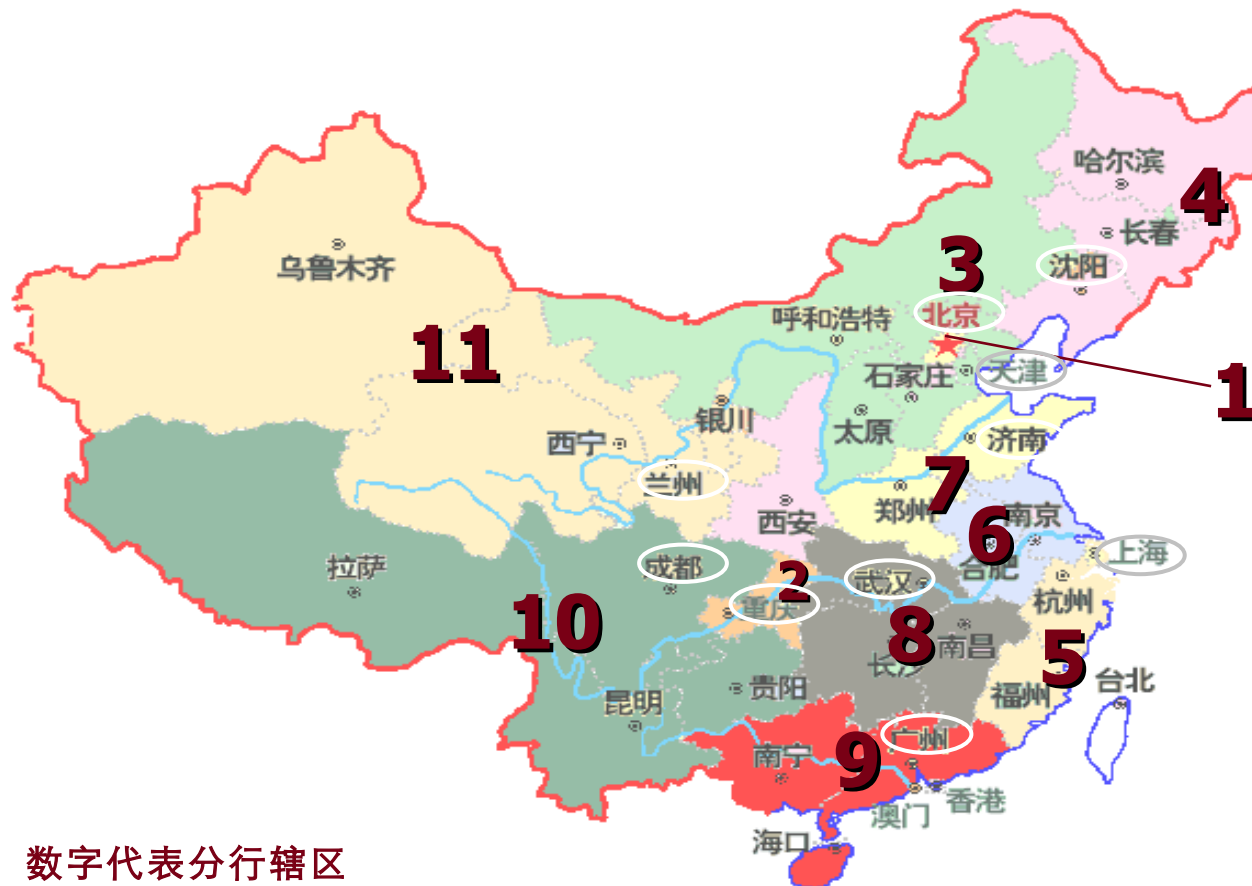 哈尔滨
4
长春
3
沈阳
乌鲁木齐
北京
呼和浩特
11
石家庄
天津
1
银川
太原
西宁
济南
兰州
7
郑州
西安
南京
6
上海
合肥
拉萨
成都
2
武汉
重庆
杭州
10
8
南昌
5
长沙
贵阳
台北
福州
昆明
广州
南宁
9
香港
澳门
海口
数字代表分行辖区